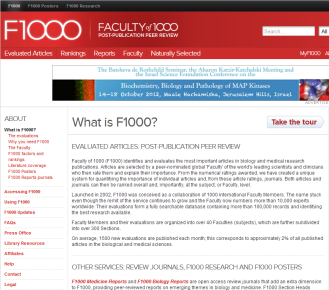 F1000 F1000 Posters F1000 Research
F1000 FACULTY of 1000
POST-PUBLICATION PEER REVIEW
Search
All
Evaluated Articles Rankings Reports Faculty Naturally Selected
MyF1000
The Batsheva de Rothschild Seminar, the Aharon Katzir-Katchalski Meeting and
the Israel Science Foundation Conference on the
Biochemistry, Biology and Pathology of MAP Kinases
14-18 October 2012, Maale Hachamisha, Jerusalem Hills, Israel
ABOUT
What is F1000?
The evaluations
Why you need F1000
The Faculty
F1000 factors and
rankings
Literature coverage
F1000 Posters
F1000 Reports journals
Accessing F1000
Using F1000
F1000 Updates
FAQs
Press Office
Library Resources
Affiliates
Help
Contact
Legal
What is F1000?
Take the tour
EVALUATED ARTICLES: POST-PUBLICATION PEER REVIEW
Faculty of 1000 (F1000) identifies and evaluates the most important articles in biology and medical research
publications. Articles are selected by a peer-nominated global 'Faculty' of the world's leading scientists and clinicians
who then rate them and explain their importance. From the numerical ratings awarded, we have created a unique
system for quantifying the importance of individual articles and, from these article ratings, journals. Both articles and
journals can then be ranked overall and, importantly, at the subject, or Faculty, level.
Launched in 2002, F1000 was conceived as a collaboration of 1000 international Faculty Members. The name stuck
even though the remit of the service continues to grow and the Faculty now numbers more than 10,000 experts
worldwide. Their evaluations form a fully searchable database containing more than 100,000 records and identifying
the best research available.
Faculty Members and their evaluations are organized into over 40 Faculties (subjects), which are further subdivided
into over 300 Sections.
On average, 1500 new evaluations are published each month; this corresponds to approximately 2% of all published
articles in the biological and medical sciences.
OTHER SERVICES: REVIEW JOURNALS, F1000 RESEARCH AND F1000 POSTERS
F1000 Medicine Reports and F1000 Biology Reports are open access review journals that add an extra dimension
to F1000, providing peer-reviewed reports on emerging themes in biology and medicine. F1000 Section Heads